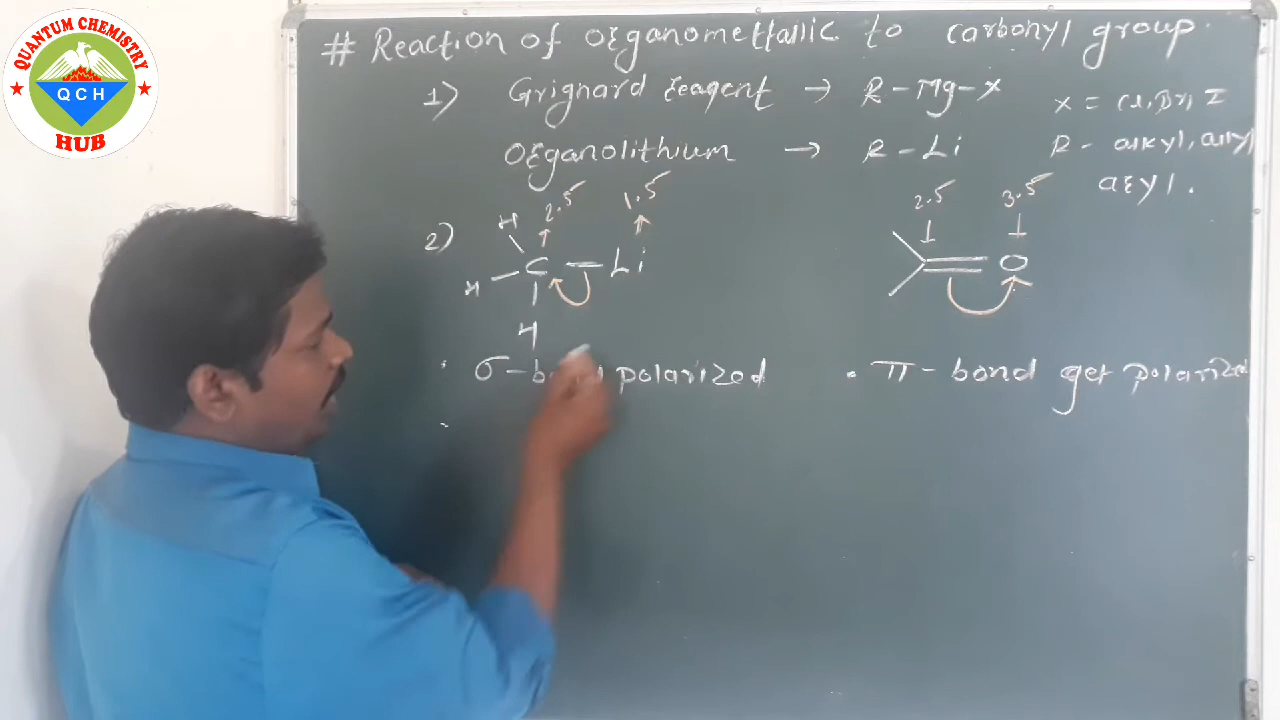 QUANTUM CHEMISTRY
QCH
HUB
# Reaction of organometallic to carbonyl group.
1) Grignard reagent → R-Mg-X
X = Cl, Br, I
Organolithium → R-Li
R - alkyl, allyl,
aryl.
2) H 2.5 1.5
H - C - Li
H
2.5 3.5
O
· σ-bond polarized
· π-bond get polarized